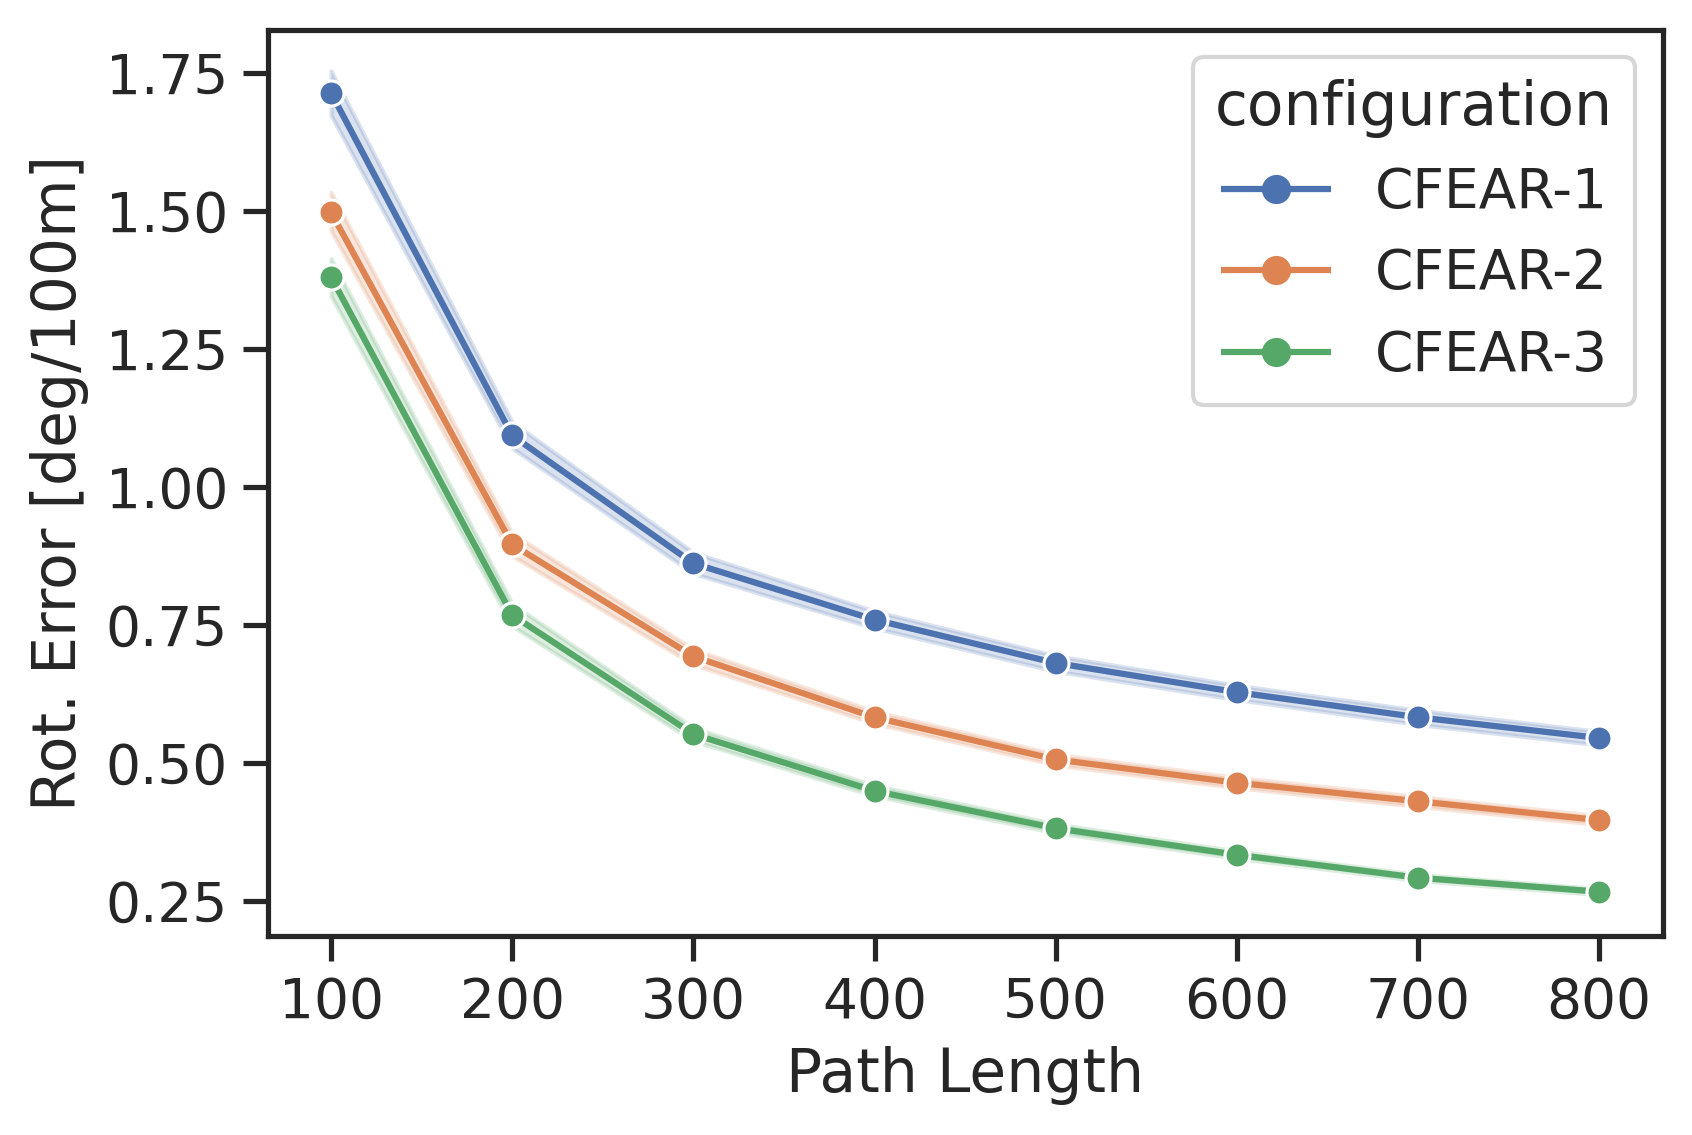 Rot. Error [deg/100m]
1.75
1.50
1.25
1.00
0.75
0.50
0.25
configuration
CFEAR-1
CFEAR-2
CFEAR-3
100 200 300 400 500 600 700 800
Path Length